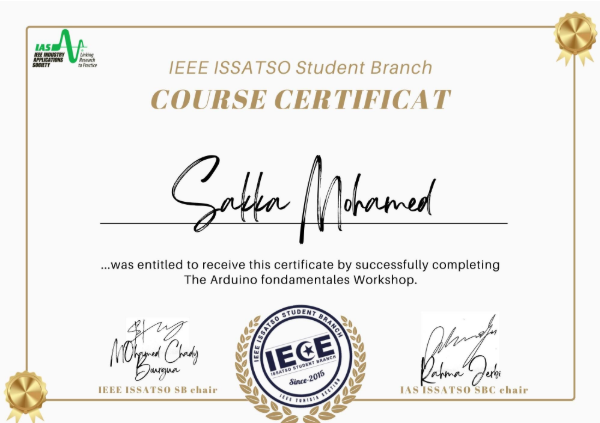 IAS
IEEE INDUSTRY
APPLICATIONS
SOCIETY
Linking
Research
to Practice
IEEE ISSATSO Student Branch
COURSE CERTIFICAT
Sakka Mohamed
...was entitled to receive this certificate by successfully completing
The Arduino fondamentales Workshop.
MOhamed Chady
Bourgua
IEEE ISSATSO SB chair
IEEE ISSATSO STUDENT BRANCH
IEEE
ISSATSO STUDENT BRANCH
Since-2015
IEEE TUNISIA SECTION
Rahma Jerbi
IAS ISSATSO SBC chair